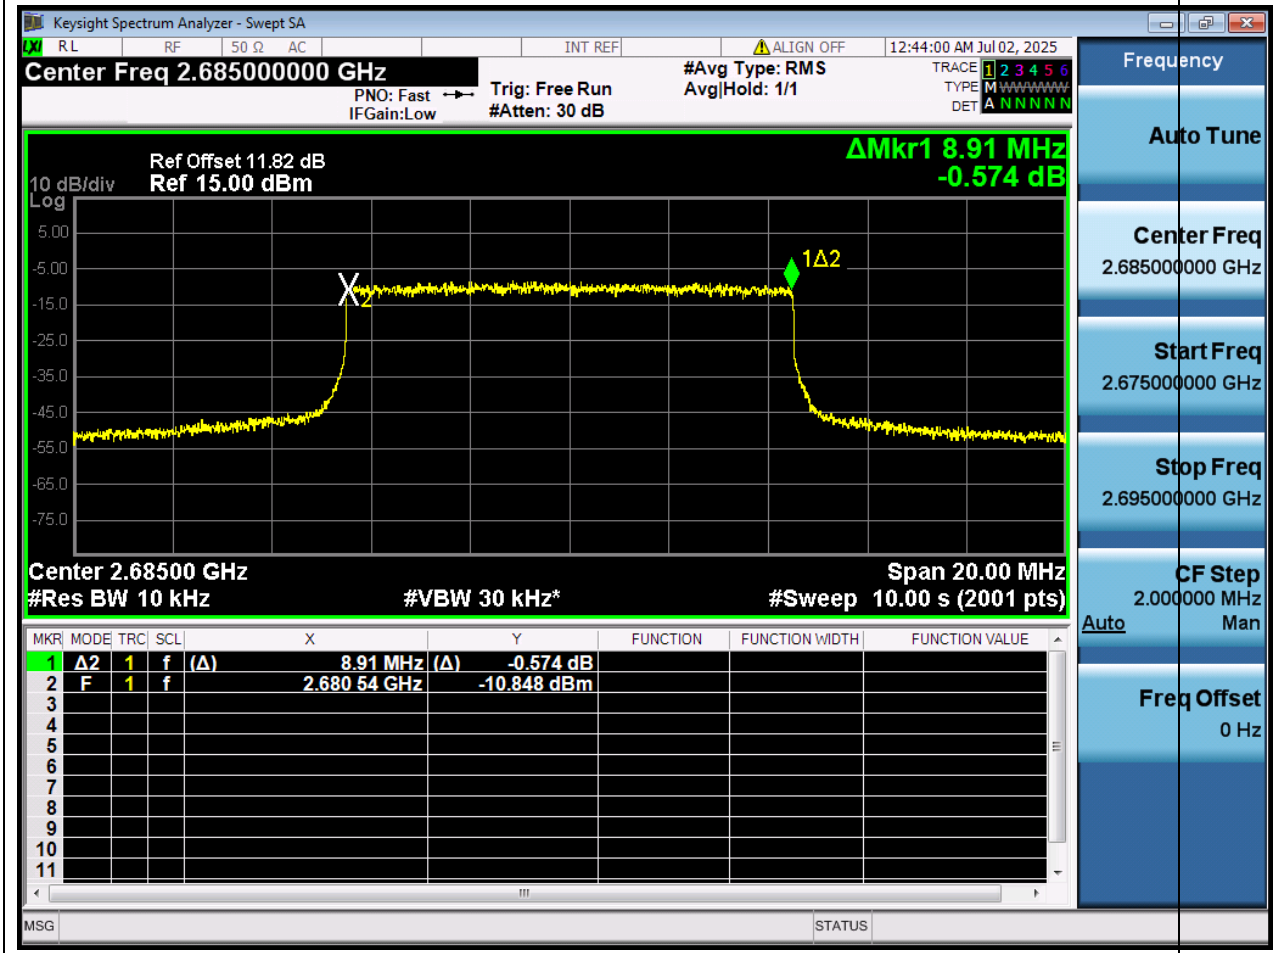 Keysight Spectrum Analyzer - Swept SA
LXI RL RF 50 Ω AC INT REF ALIGN OFF 12:44:00 AM Jul 02, 2025
Center Freq 2.685000000 GHz
PNO: Fast
IFGain:Low
Trig: Free Run
#Atten: 30 dB
#Avg Type: RMS
Avg|Hold: 1/1
TRACE 1 2 3 4 5 6
TYPE M W W W W W
DET A N N N N N
ΔMkr1 8.91 MHz
-0.574 dB
Ref Offset 11.82 dB
10 dB/div Ref 15.00 dBm
Log
5.00
-5.00
-15.0
-25.0
-35.0
-45.0
-55.0
-65.0
-75.0
1Δ2
2
Center 2.68500 GHz Span 20.00 MHz
#Res BW 10 kHz #VBW 30 kHz* #Sweep 10.00 s (2001 pts)
MKR MODE TRC SCL X Y FUNCTION FUNCTION WIDTH FUNCTION VALUE
1 Δ2 1 f (Δ) 8.91 MHz (Δ) -0.574 dB
2 F 1 f 2.680 54 GHz -10.848 dBm
3
4
5
6
7
8
9
10
11
MSG STATUS
Frequency
Auto Tune
Center Freq
2.685000000 GHz
Start Freq
2.675000000 GHz
Stop Freq
2.695000000 GHz
CF Step
2.000000 MHz
Auto Man
Freq Offset
0 Hz